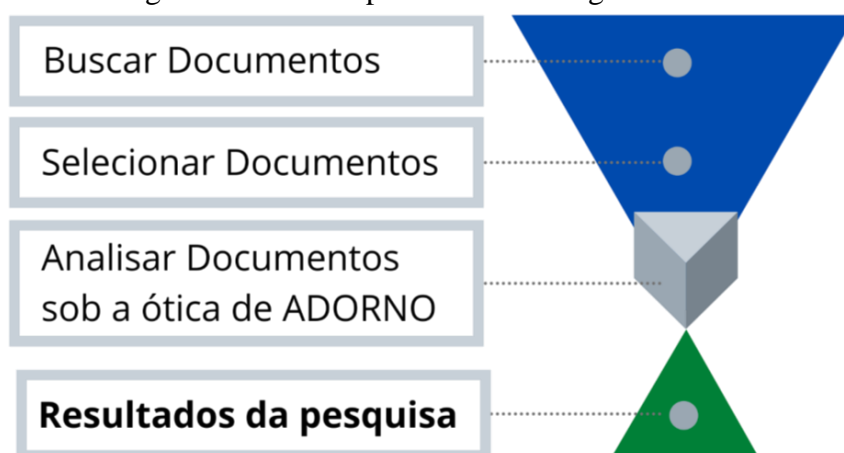 Buscar Documentos
Selecionar Documentos
Analisar Documentos
sob a ótica de ADORNO
Resultados da pesquisa